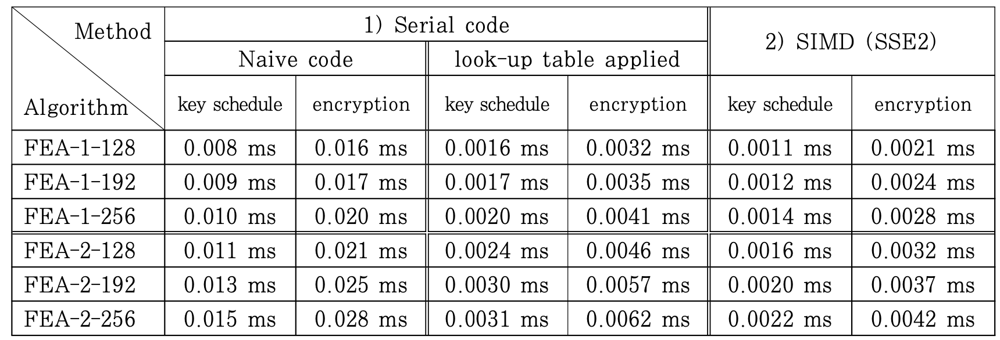 Method
1) Serial code
2) SIMD (SSE2)
Naive code
look-up table applied
Algorithm
key schedule encryption key schedule encryption key schedule encryption
FEA-1-128 0.008 ms 0.016 ms 0.0016 ms 0.0032 ms 0.0011 ms 0.0021 ms
FEA-1-192 0.009 ms 0.017 ms 0.0017 ms 0.0035 ms 0.0012 ms 0.0024 ms
FEA-1-256 0.010 ms 0.020 ms 0.0020 ms 0.0041 ms 0.0014 ms 0.0028 ms
FEA-2-128 0.011 ms 0.021 ms 0.0024 ms 0.0046 ms 0.0016 ms 0.0032 ms
FEA-2-192 0.013 ms 0.025 ms 0.0030 ms 0.0057 ms 0.0020 ms 0.0037 ms
FEA-2-256 0.015 ms 0.028 ms 0.0031 ms 0.0062 ms 0.0022 ms 0.0042 ms